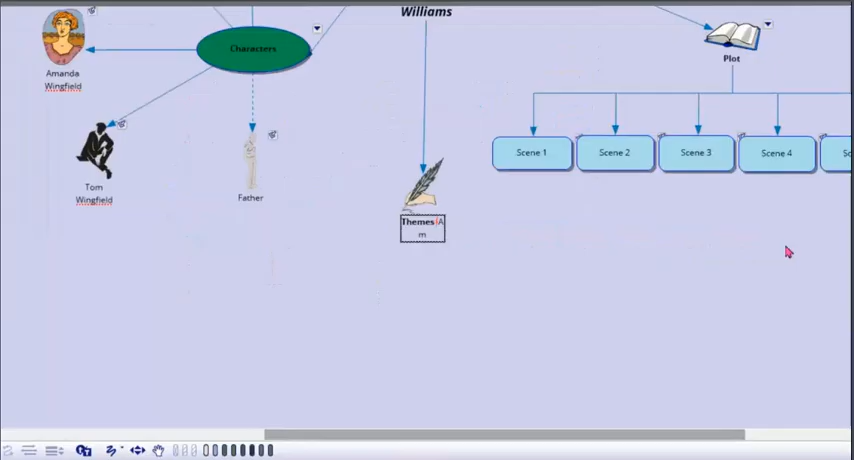 Williams
Characters
Plot
Amanda
Wingfield
Scene 1
Scene 2
Scene 3
Scene 4
Tom
Wingfield
Father
Themes/A
m